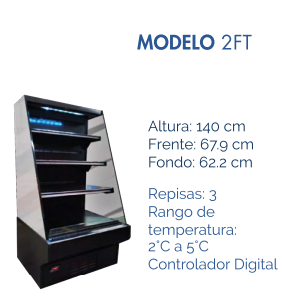 MODELO 2FT
Altura: 140 cm
Frente: 67.9 cm
Fondo: 62.2 cm
Repisas: 3
Rango de
temperatura:
2°C a 5°C
Controlador Digital